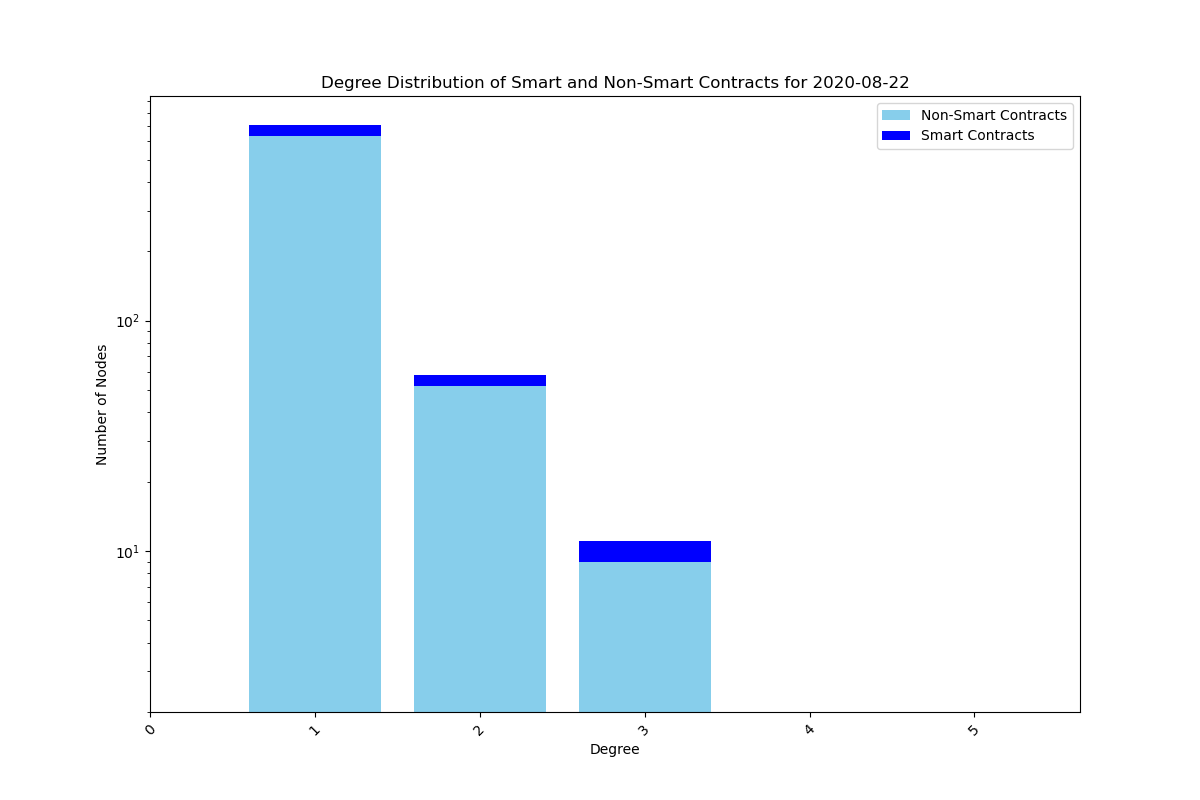 Degree Distribution of Smart and Non-Smart Contracts for 2020-08-22
Non-Smart Contracts
Smart Contracts
10²
10¹
Number of Nodes
0 1 2 3 4 5
Degree